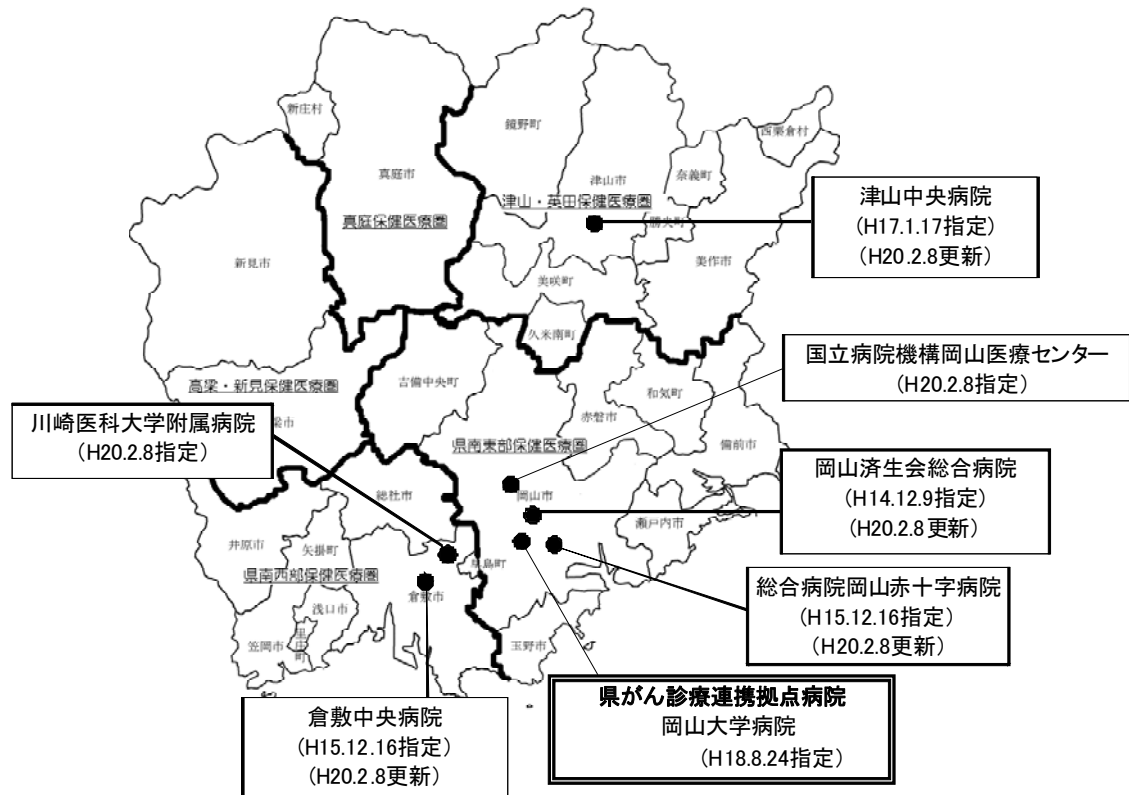 新庄村
鏡野町
西粟倉村
真庭市
津山市
奈義町
津山・英田保健医療圏
真庭保健医療圏
勝央町
津山中央病院
(H17.1.17指定)
(H20.2.8更新)
新見市
美作市
美咲町
久米南町
国立病院機構岡山医療センター
(H20.2.8指定)
高梁・新見保健医療圏
吉備中央町
和気町
赤磐市
梁市
川崎医科大学附属病院
(H20.2.8指定)
県南東部保健医療圏
備前市
岡山済生会総合病院
(H14.12.9指定)
(H20.2.8更新)
総社市
岡山市
瀬戸内市
井原市
矢掛町
県南西部保健医療圏
早島町
倉敷市
浅口市
里庄町
笠岡市
総合病院岡山赤十字病院
(H15.12.16指定)
(H20.2.8更新)
玉野市
倉敷中央病院
(H15.12.16指定)
(H20.2.8更新)
県がん診療連携拠点病院
岡山大学病院
(H18.8.24指定)